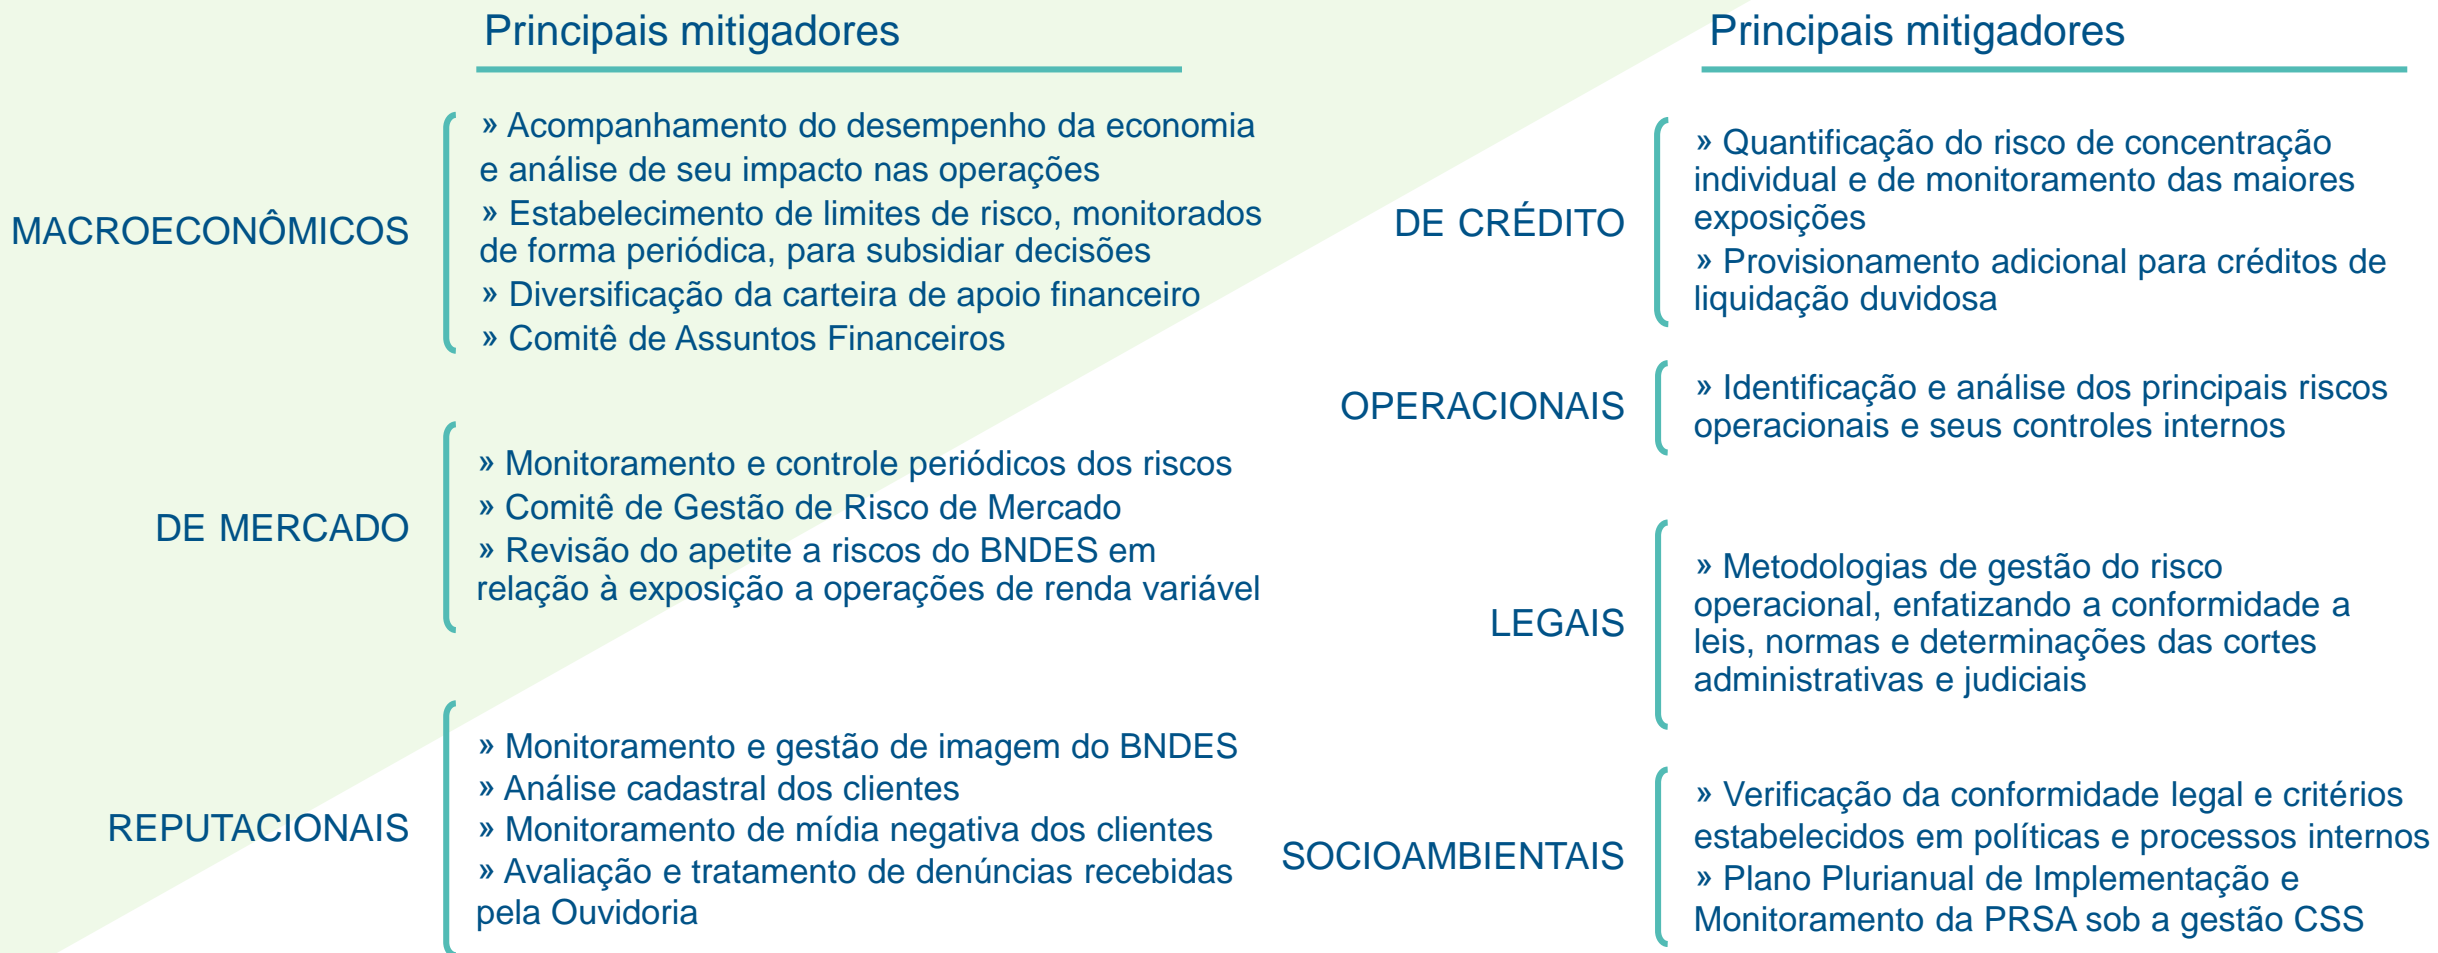 Principais mitigadores
MACROECONÔMICOS
» Acompanhamento do desempenho da economia
e análise de seu impacto nas operações
» Estabelecimento de limites de risco, monitorados
de forma periódica, para subsidiar decisões
» Diversificação da carteira de apoio financeiro
» Comitê de Assuntos Financeiros
DE MERCADO
» Monitoramento e controle periódicos dos riscos
» Comitê de Gestão de Risco de Mercado
» Revisão do apetite a riscos do BNDES em
relação à exposição a operações de renda variável
REPUTACIONAIS
» Monitoramento e gestão de imagem do BNDES
» Análise cadastral dos clientes
» Monitoramento de mídia negativa dos clientes
» Avaliação e tratamento de denúncias recebidas
pela Ouvidoria
Principais mitigadores
DE CRÉDITO
» Quantificação do risco de concentração
individual e de monitoramento das maiores
exposições
» Provisionamento adicional para créditos de
liquidação duvidosa
OPERACIONAIS
» Identificação e análise dos principais riscos
operacionais e seus controles internos
LEGAIS
» Metodologias de gestão do risco
operacional, enfatizando a conformidade a
leis, normas e determinações das cortes
administrativas e judiciais
SOCIOAMBIENTAIS
» Verificação da conformidade legal e critérios
estabelecidos em políticas e processos internos
» Plano Plurianual de Implementação e
Monitoramento da PRSA sob a gestão CSS